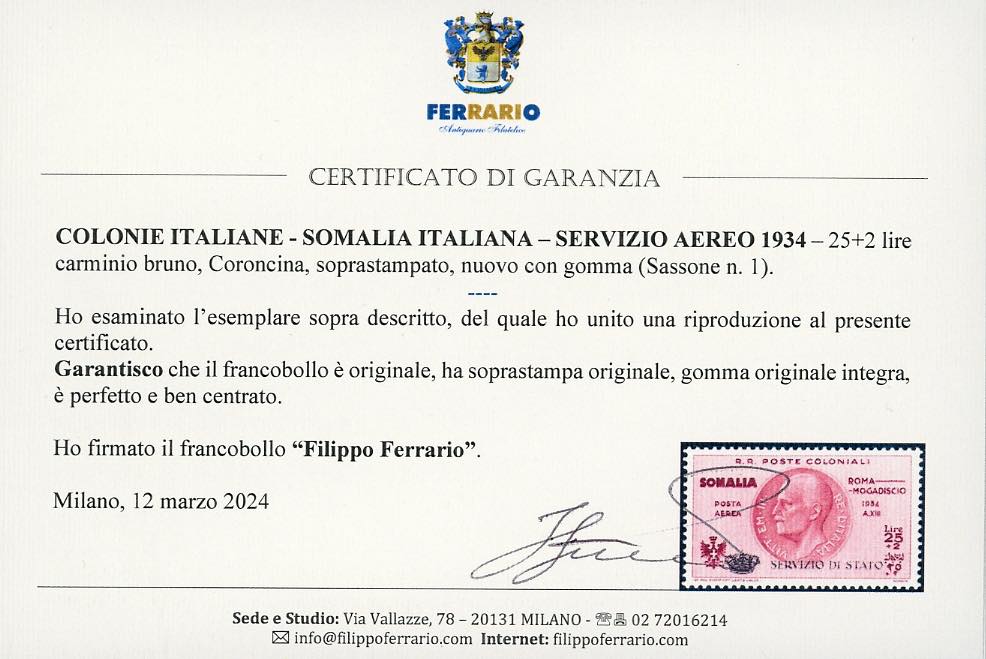 FERRARIO
Antiquario Filatelico
CERTIFICATO DI GARANZIA
COLONIE ITALIANE - SOMALIA ITALIANA – SERVIZIO AEREO 1934 – 25+2 lire
carminio bruno, Coroncina, soprastampato, nuovo con gomma (Sassone n. 1).
----
Ho esaminato l’esemplare sopra descritto, del quale ho unito una riproduzione al presente
certificato.
Garantisco che il francobollo è originale, ha soprastampa originale, gomma originale integra,
è perfetto e ben centrato.
Ho firmato il francobollo “Filippo Ferrario”.
Milano, 12 marzo 2024
R.R. POSTE COLONIALI
SOMALIA
ROMA
-MOGADISCIO
POSTA
AEREA
1934
A.XIII
Lire
25
+2
SERVIZIO DI STATO
Sede e Studio: Via Vallazze, 78 – 20131 MILANO - 02 72016214
info@filippoferrario.com Internet: filippoferrario.com